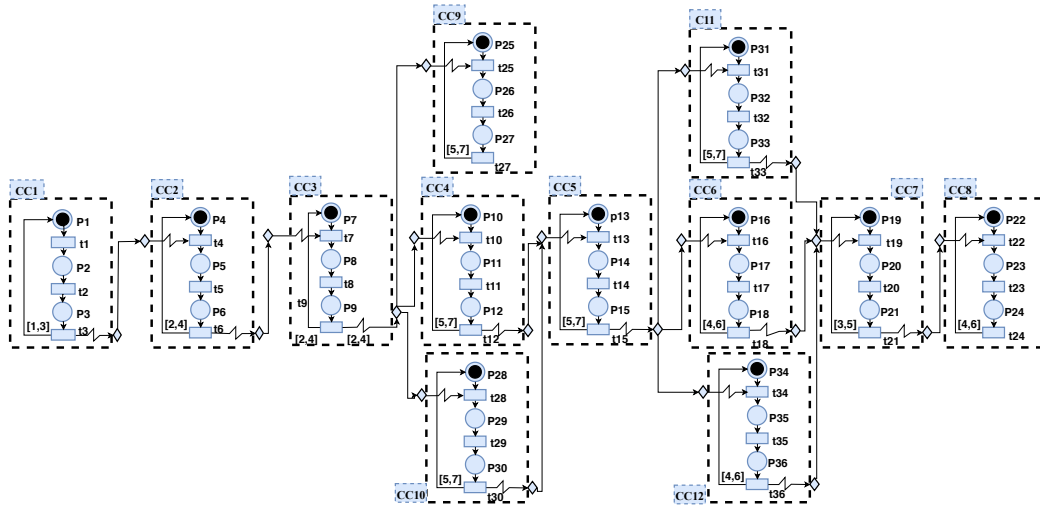 CC9
P25
t25
P26
t26
P27
[5,7]
t27
C11
P31
t31
P32
t32
P33
[5,7]
t33
CC1
P1
t1
P2
t2
P3
[1,3]
t3
CC2
P4
t4
P5
t5
P6
[2,4]
t6
CC3
P7
t7
P8
t8
P9
t9
[2,4]
[2,4]
CC4
P10
t10
P11
t11
P12
[5,7]
t12
CC5
p13
t13
P14
t14
P15
[5,7]
t15
CC6
P16
t16
P17
t17
P18
[4,6]
t18
CC7
P19
t19
P20
t20
P21
[3,5]
t21
CC8
P22
t22
P23
t23
P24
[4,6]
t24
P28
t28
P29
t29
P30
[5,7]
t30
CC10
P34
t34
P35
t35
P36
[4,6]
t36
CC12